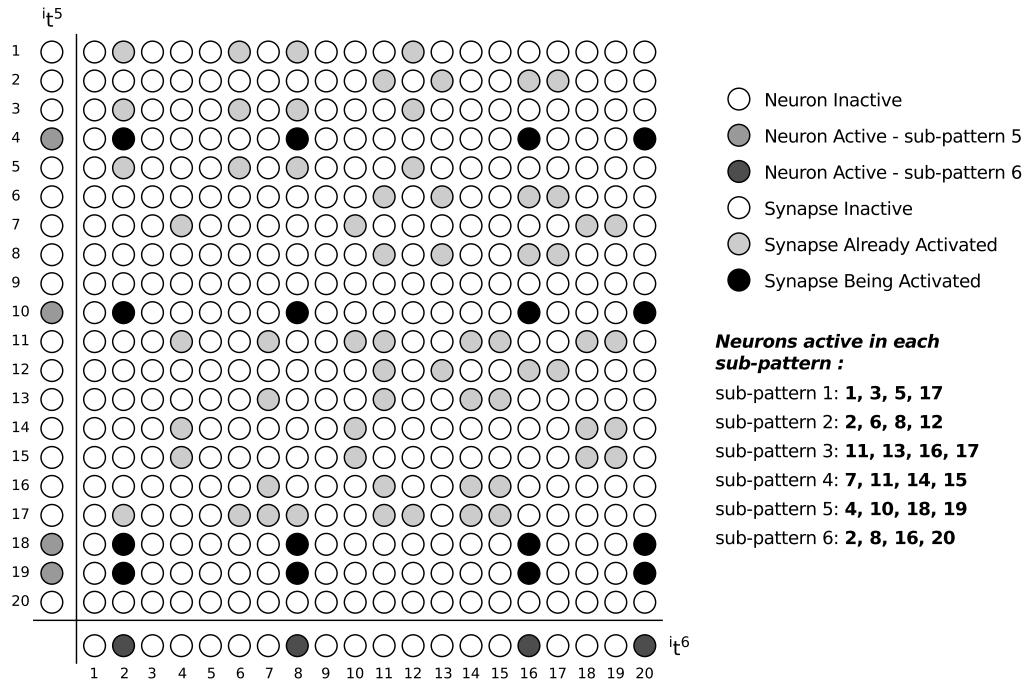 it5
1
2
3
4
5
6
7
8
9
10
11
12
13
14
15
16
17
18
19
20
it6
1 2 3 4 5 6 7 8 9 10 11 12 13 14 15 16 17 18 19 20
Neuron Inactive
Neuron Active - sub-pattern 5
Neuron Active - sub-pattern 6
Synapse Inactive
Synapse Already Activated
Synapse Being Activated
Neurons active in each
sub-pattern :
sub-pattern 1: 1, 3, 5, 17
sub-pattern 2: 2, 6, 8, 12
sub-pattern 3: 11, 13, 16, 17
sub-pattern 4: 7, 11, 14, 15
sub-pattern 5: 4, 10, 18, 19
sub-pattern 6: 2, 8, 16, 20